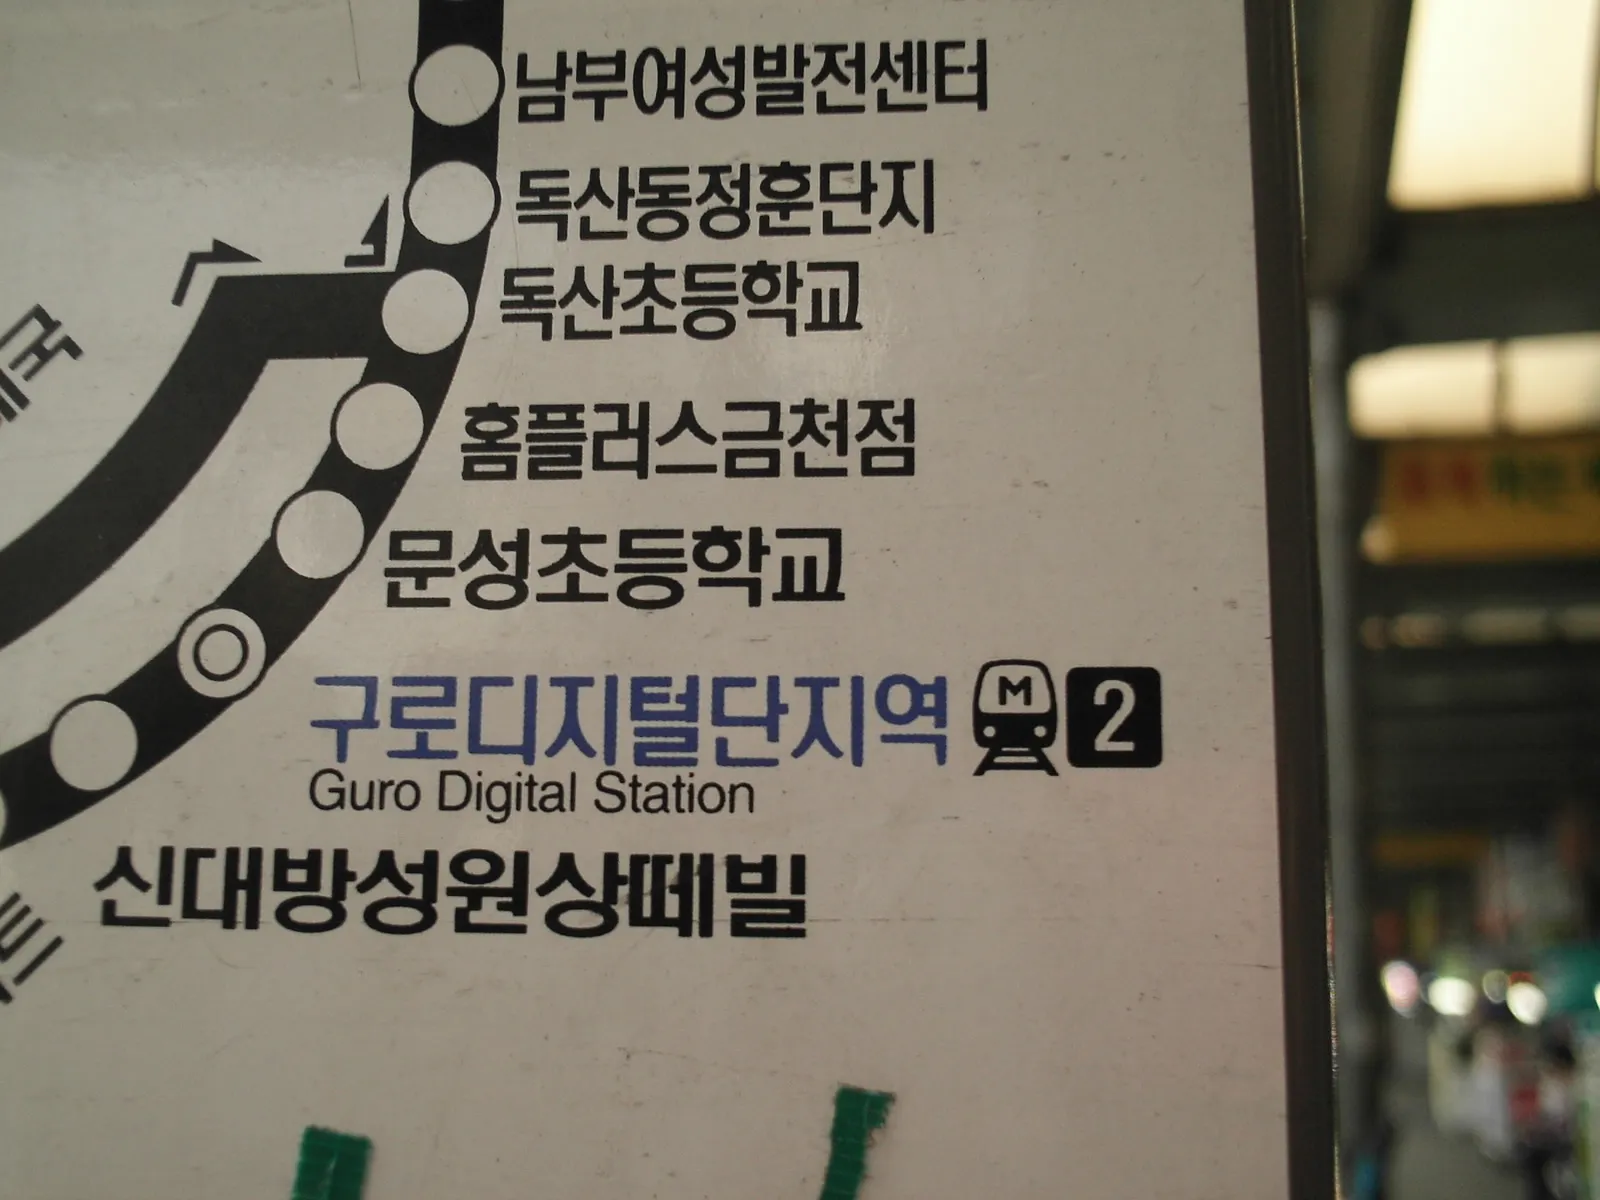 남부여성발전센터
독산동정훈단지
독산초등학교
홈플러스금천점
문성초등학교
구로디지털단지역 M 2
Guro Digital Station
신대방성원상떼빌